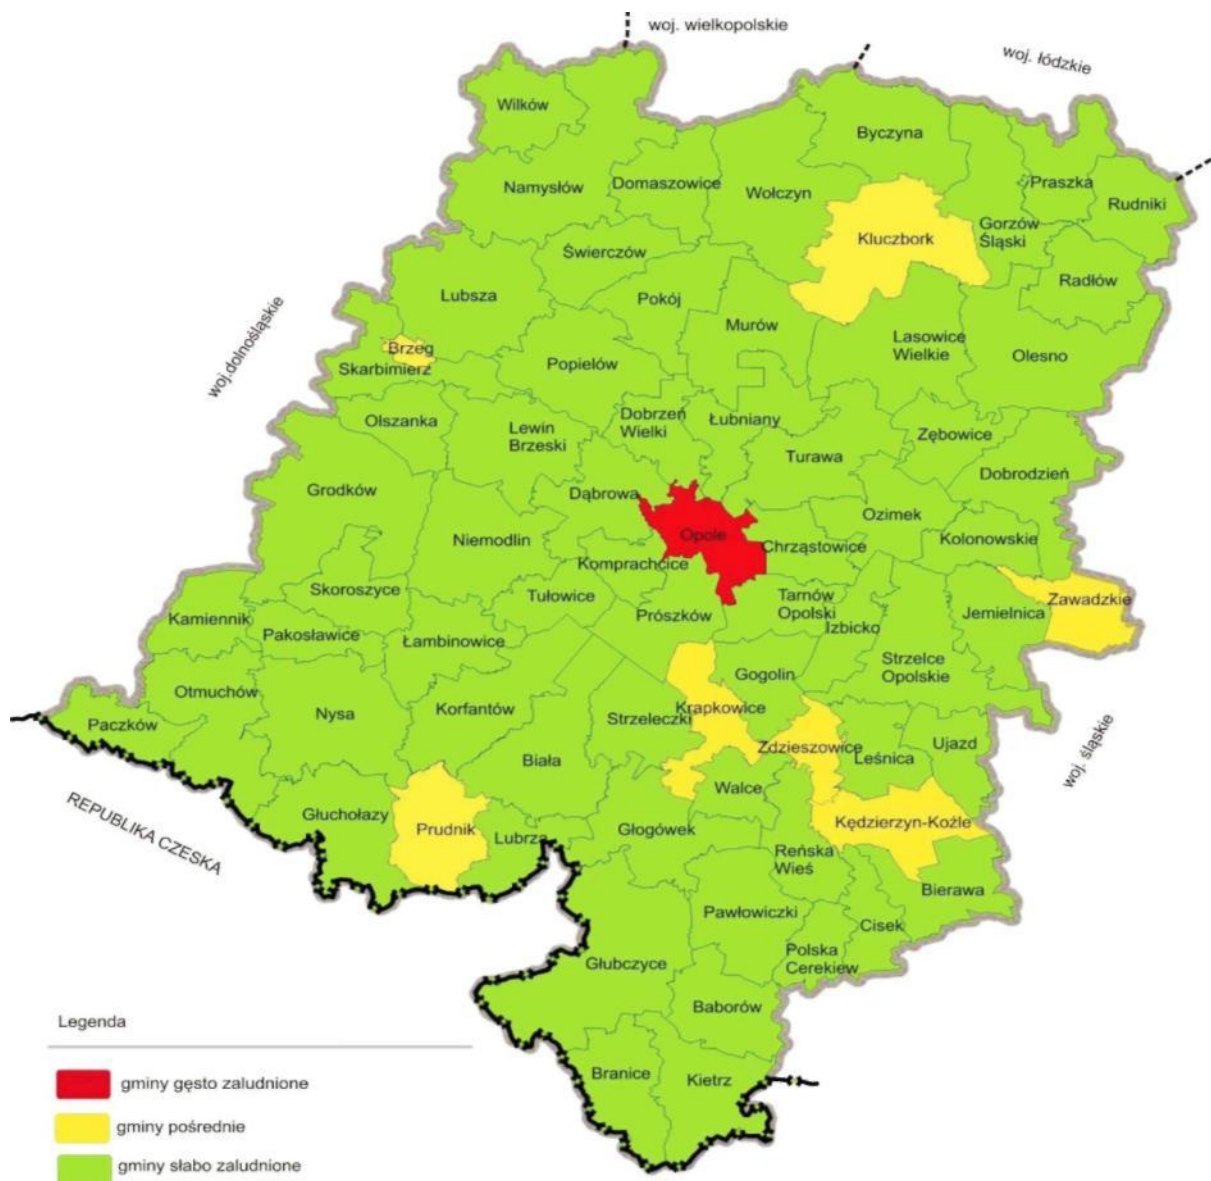 woj. wielkopolskie
woj. łódzkie
Wilków
Byczyna
Namysłów
Domaszowice
Wołczyn
Praszka
Rudniki
Kluczbork
Gorzów
Śląski
Świerczów
Radłów
Lubsza
Pokój
Murów
woj.dolnośląskie
Lasowice
Wielkie
Olesno
Brzeg
Skarbimierz
Popielów
Olszanka
Lewin
Brzeski
Dobrzeń
Wielki
Łubniany
Zębowice
Turawa
Dobrodzień
Grodków
Dąbrowa
Ozimek
Niemodlin
Opole
Chrząstowice
Kolonowskie
Komprachcice
Skoroszyce
Tułowice
Tarnów
Opolski
Zawadzkie
Kamiennik
Pakosławice
Łambinowice
Prószków
Izbicko
Jemielnica
Strzelce
Opolskie
Gogolin
Otmuchów
Nysa
Korfantów
Strzeleczki
Krapkowice
Paczków
Zdzieszowice
Leśnica
Ujazd
woj. śląskie
Biała
Walce
REPUBLIKA CZESKA
Głuchołazy
Prudnik
Lubrza
Głogówek
Kędzierzyn-Koźle
Reńska
Wieś
Bierawa
Pawłowiczki
Cisek
Polska
Cerekiew
Głubczyce
Baborów
Branice
Kietrz
Legenda
gminy gęsto zaludnione
gminy pośrednie
gminy słabo zaludnione